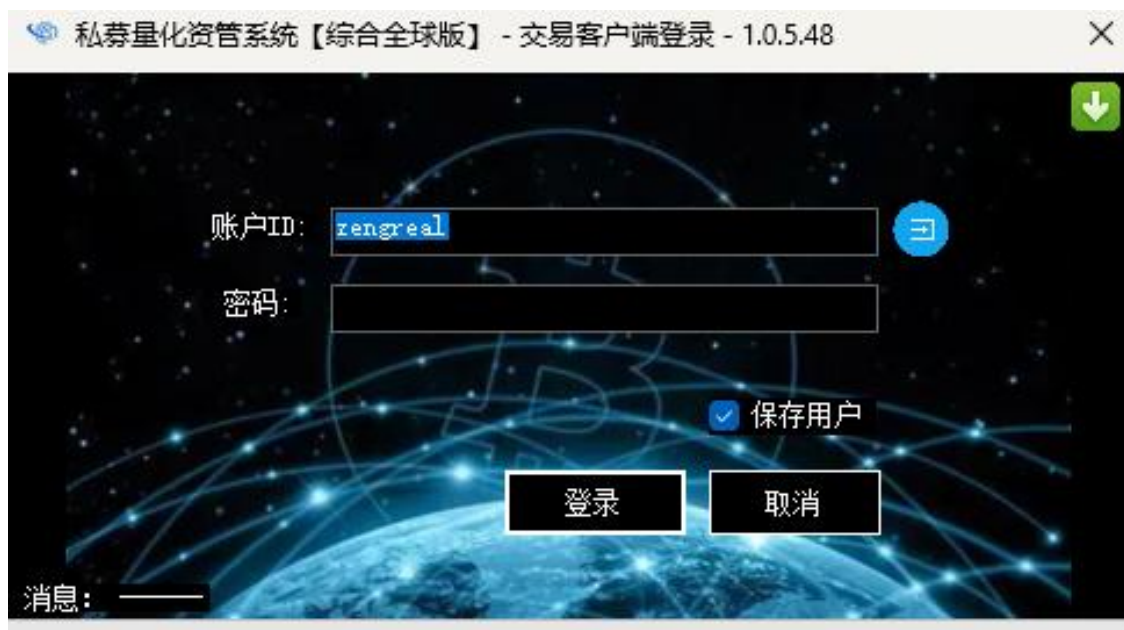 私募量化资管系统【综合全球版】 - 交易客户端登录 - 1.0.5.48
账户ID: zengreal
密码:
保存用户
登录 取消
消息: ———